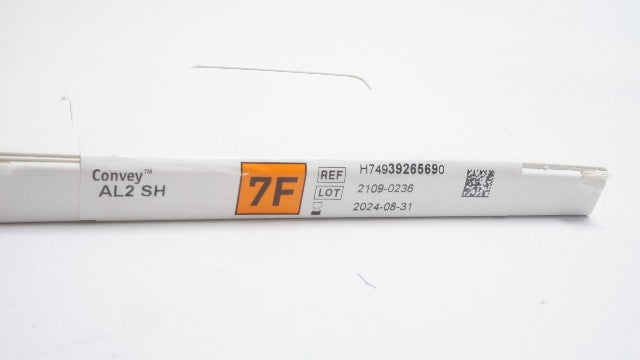 Convey™
AL2 SH
7F
REF H74939265690
LOT 2109-0236
2024-08-31